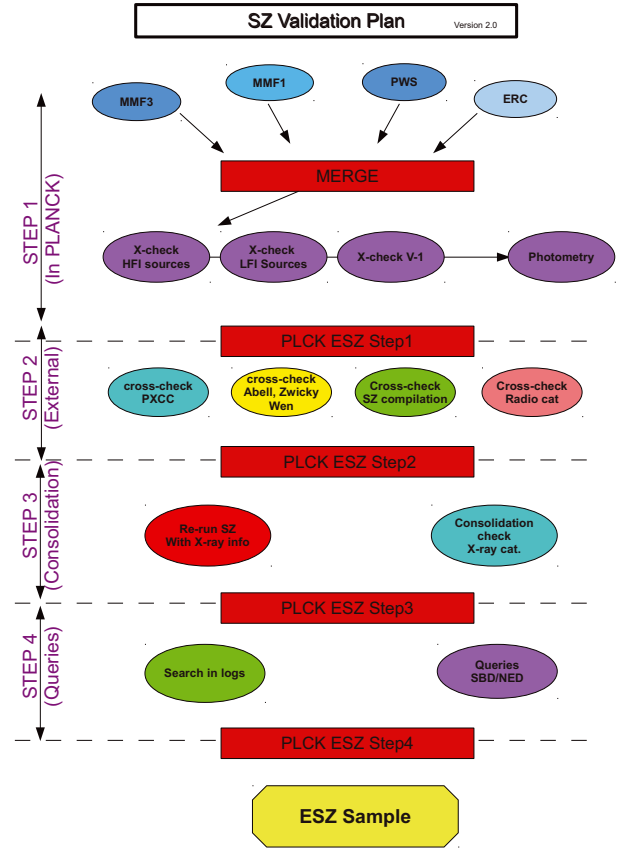 SZ Validation Plan
Version 2.0
MMF3
MMF1
PWS
ERC
MERGE
STEP 1
(In PLANCK)
X-check
HFI sources
X-check
LFI Sources
X-check V-1
Photometry
PLCK ESZ Step1
STEP 2
(External)
cross-check
PXCC
cross-check
Abell, Zwicky
Wen
Cross-check
SZ compilation
Cross-check
Radio cat
PLCK ESZ Step2
STEP 3
(Consolidation)
Re-run SZ
With X-ray info
Consolidation
check
X-ray cat.
PLCK ESZ Step3
STEP 4
(Queries)
Search in logs
Queries
SBD/NED
PLCK ESZ Step4
ESZ Sample